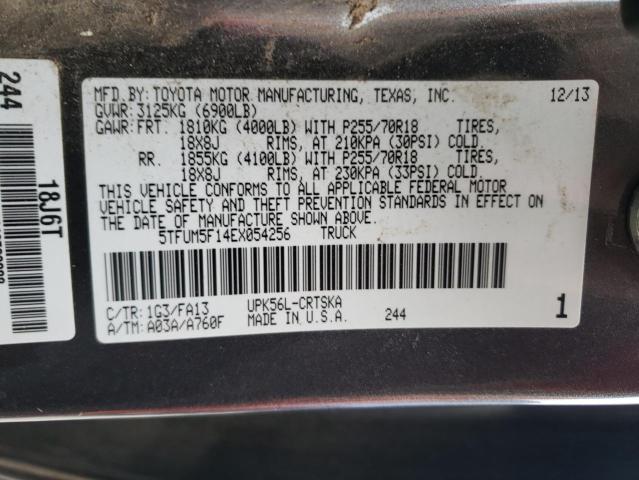 MFD.BY:TOYOTA MOTOR MANUFACTURING, TEXAS, INC. 12/13
GVWR:3125KG (6900LB)
GAWR:FRT. 1810KG (4000LB) WITH P255/70R18 TIRES,
18X8J RIMS, AT 210KPA (30PSI) COLD.
RR. 1855KG (4100LB) WITH P255/70R18 TIRES,
18X8J RIMS, AT 230KPA (33PSI) COLD.
THIS VEHICLE CONFORMS TO ALL APPLICABLE FEDERAL MOTOR
VEHICLE SAFETY AND THEFT PREVENTION STANDARDS IN EFFECT ON
THE DATE OF MANUFACTURE SHOWN ABOVE.
5TFUM5F14EX054256 TRUCK
C/TR:1G3/FA13 UPK56L-CRTSKA
A/TM:A03A/A760F MADE IN U.S.A. 244 1
244
18J6T